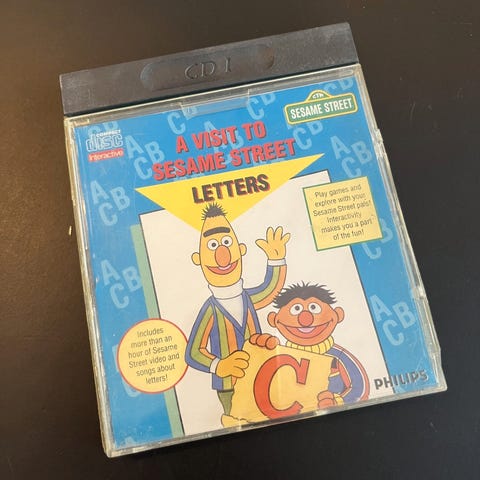 CD I
COMPACT
disc
Interactive
CTW
SESAME STREET
A VISIT TO
SESAME STREET
LETTERS
Play games and
explore with your
Sesame Street pals!
Interactivity
makes you a part
of the fun!
Includes
more than an
hour of Sesame
Street video and
songs about
letters!
C
PHILIPS
A
C B
A
C B
A
C B
A
C B
A
C B